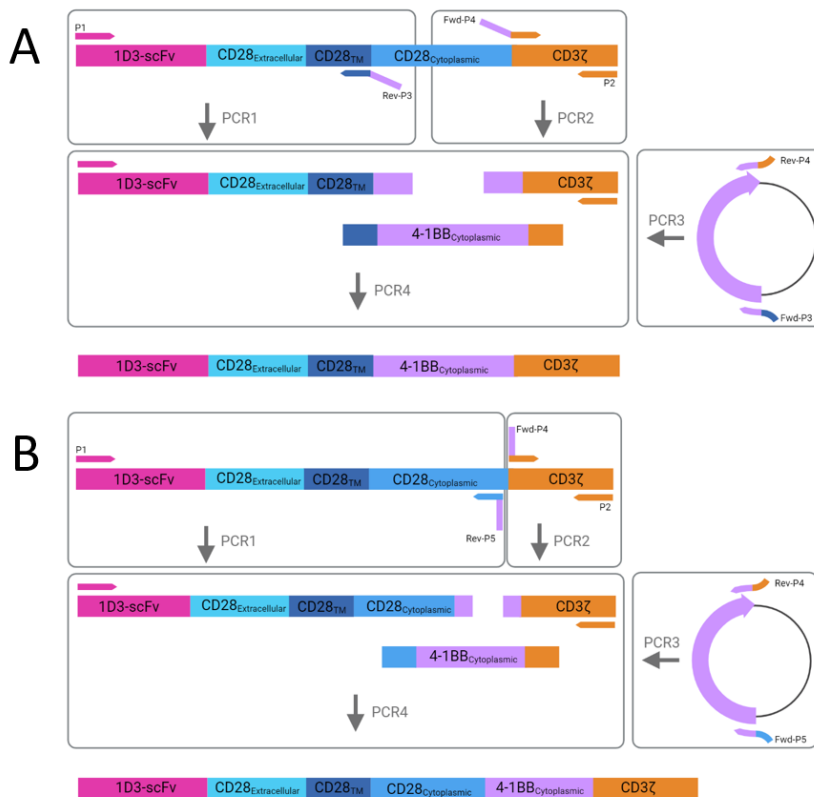 A
P1
Fwd-P4
1D3-scFv CD28Extracellular CD28TM CD28Cytoplasmic CD3ζ
Rev-P3
P2
PCR1
PCR2
1D3-scFv CD28Extracellular CD28TM CD3ζ
Rev-P4
PCR3
4-1BBCytoplasmic
PCR4
Fwd-P3
1D3-scFv CD28Extracellular CD28TM 4-1BBCytoplasmic CD3ζ
B
P1
Fwd-P4
1D3-scFv CD28Extracellular CD28TM CD28Cytoplasmic CD3ζ
P2
Rev-P5
PCR1
PCR2
1D3-scFv CD28Extracellular CD28TM CD28Cytoplasmic CD3ζ
Rev-P4
PCR3
4-1BBCytoplasmic
PCR4
Fwd-P5
1D3-scFv CD28Extracellular CD28TM CD28Cytoplasmic 4-1BBCytoplasmic CD3ζ